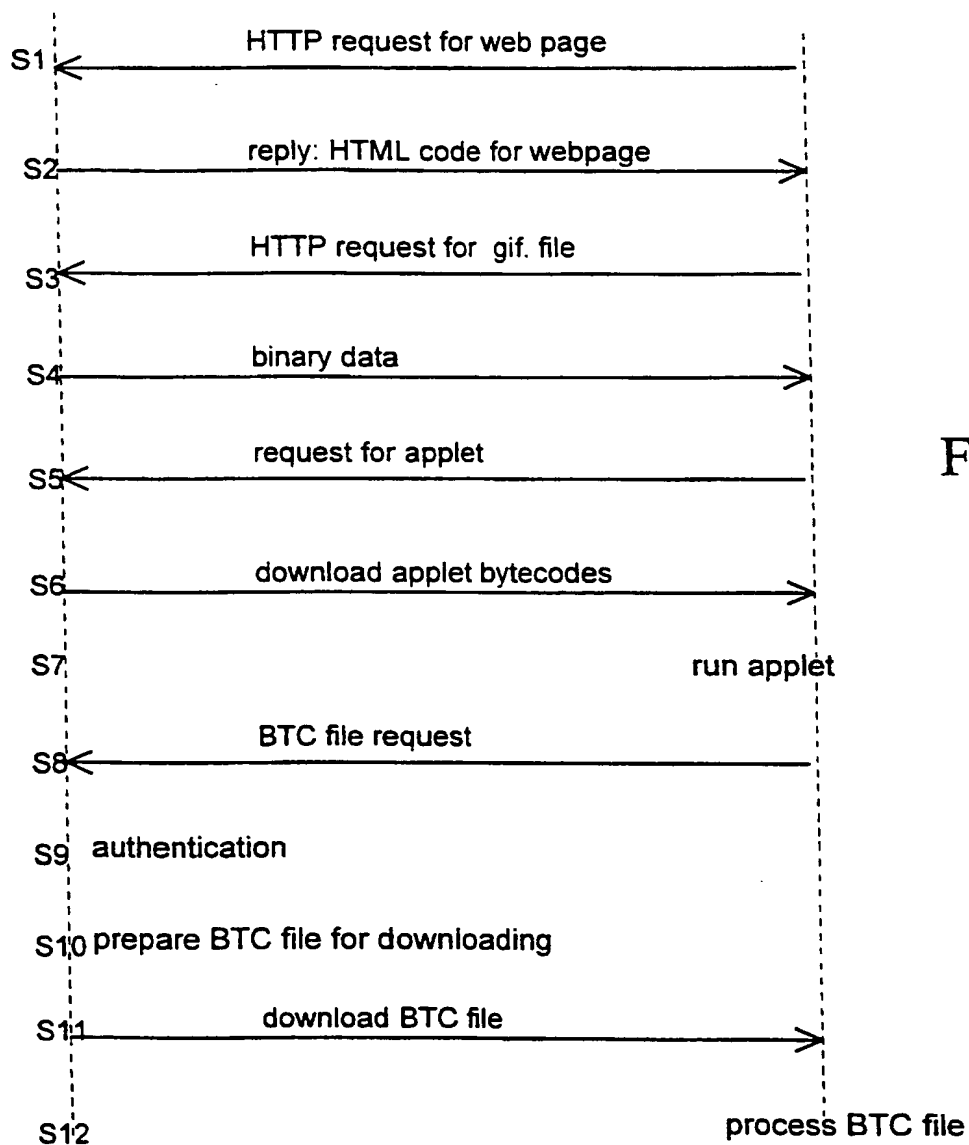 HTTP request for web page
S1
reply: HTML code for webpage
S2
HTTP request for gif. file
S3
binary data
S4
request for applet
S5
F
download applet bytecodes
S6
S7 run applet
BTC file request
S8
S9 authentication
S10 prepare BTC file for downloading
download BTC file
S11
S12 process BTC file